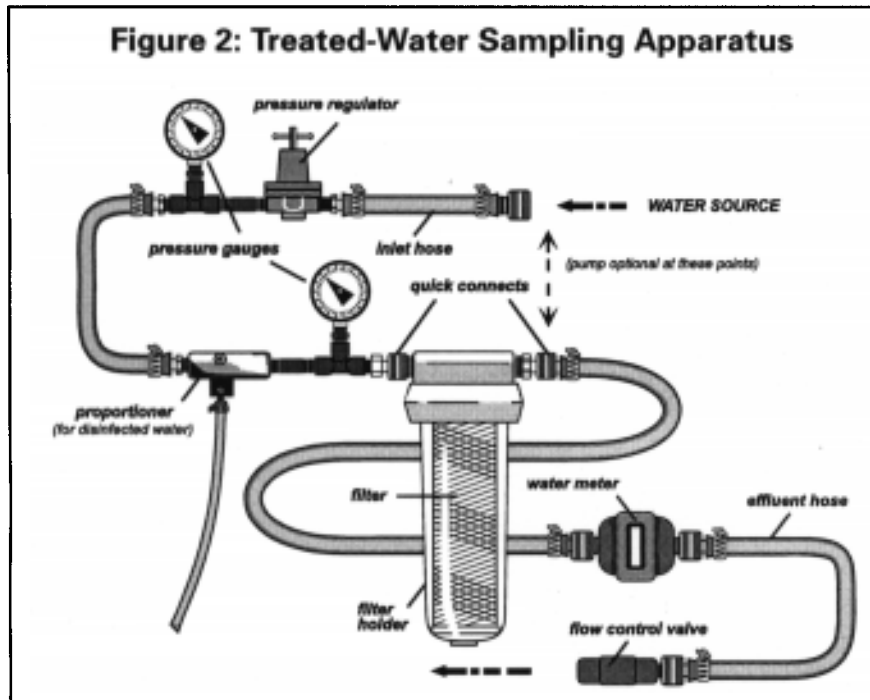 Figure 2: Treated-Water Sampling Apparatus
pressure regulator
WATER SOURCE
inlet hose
pressure gauges
(pump optional at these points)
quick connects
proportioner
(for disinfected water)
water meter
filter
effluent hose
filter
holder
flow control valve